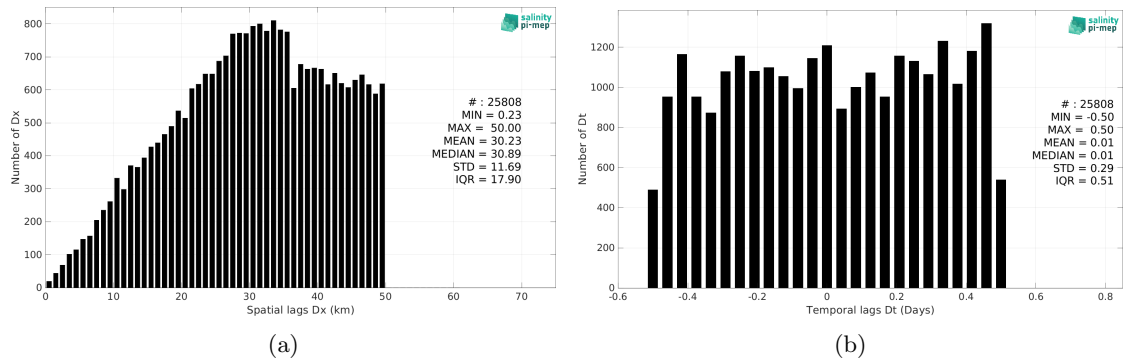 800
700
600
500
400
300
200
100
0
Number of Dx
0 10 20 30 40 50 60 70
Spatial lags Dx (km)
salinity
pi-mep
# : 25808
MIN = 0.23
MAX = 50.00
MEAN = 30.23
MEDIAN = 30.89
STD = 11.69
IQR = 17.90
(a)
1200
1000
800
600
400
200
0
Number of Dt
-0.6 -0.4 -0.2 0 0.2 0.4 0.6 0.8
Temporal lags Dt (Days)
salinity
pi-mep
# : 25808
MIN = -0.50
MAX = 0.50
MEAN = 0.01
MEDIAN = 0.01
STD = 0.29
IQR = 0.51
(b)